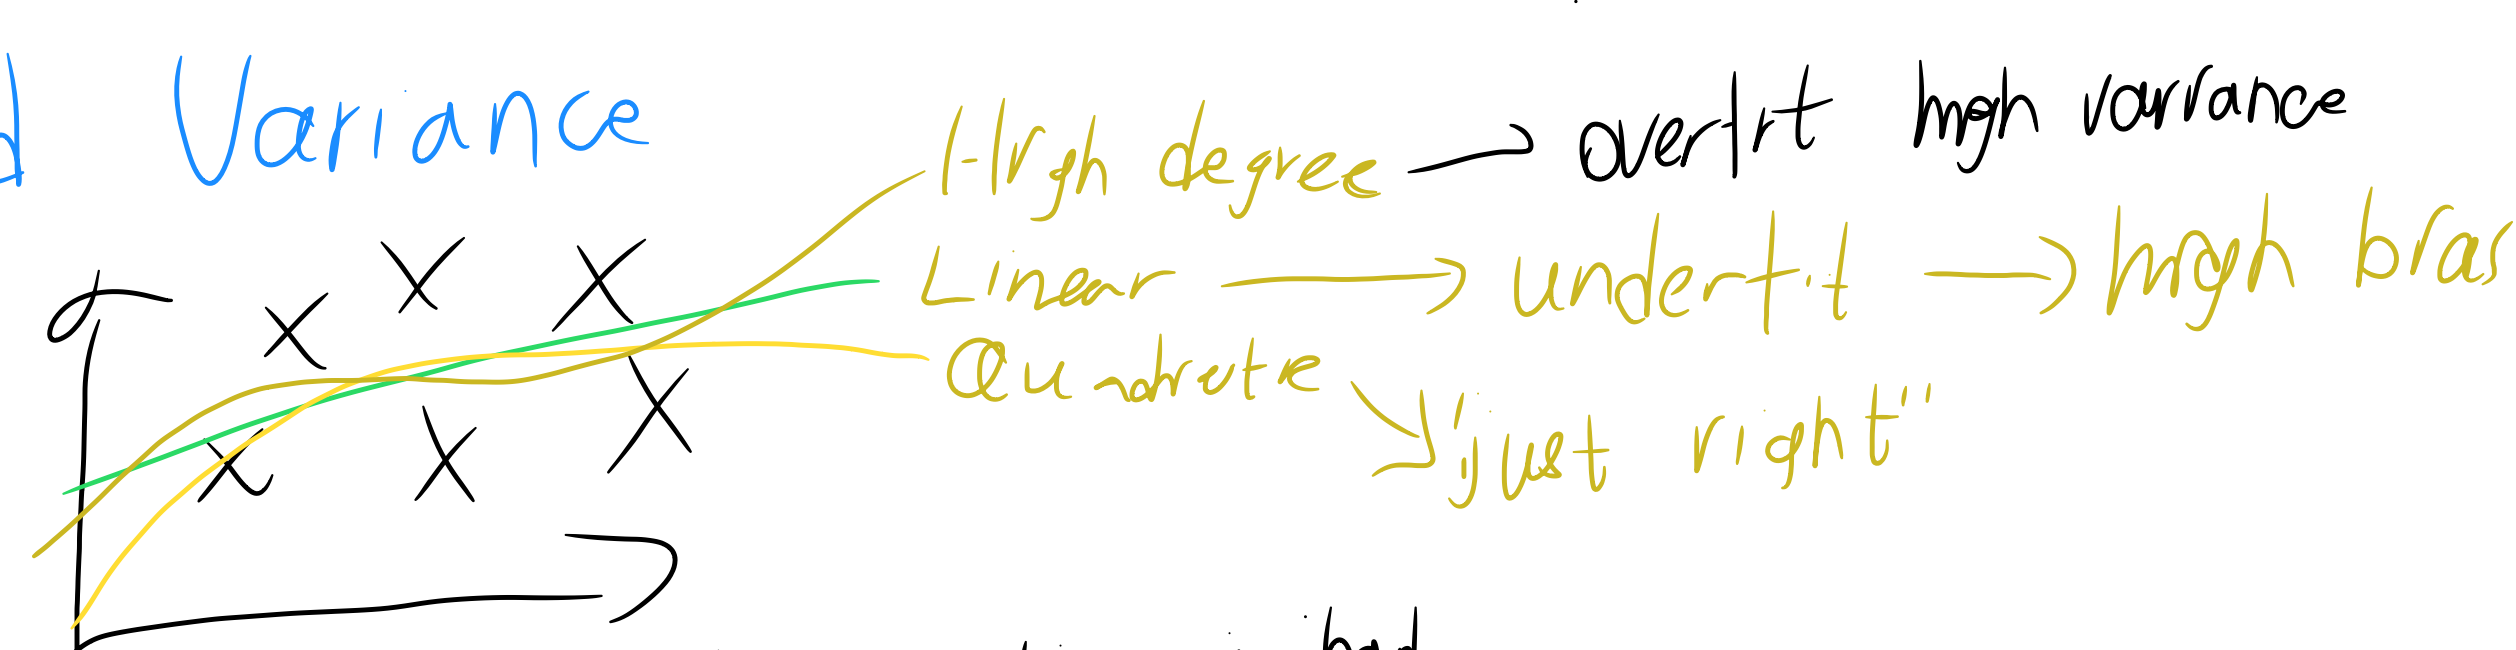 Variance
High degree → overfit high variance
Linear → underfit → high bias
Quadratic
"just right"